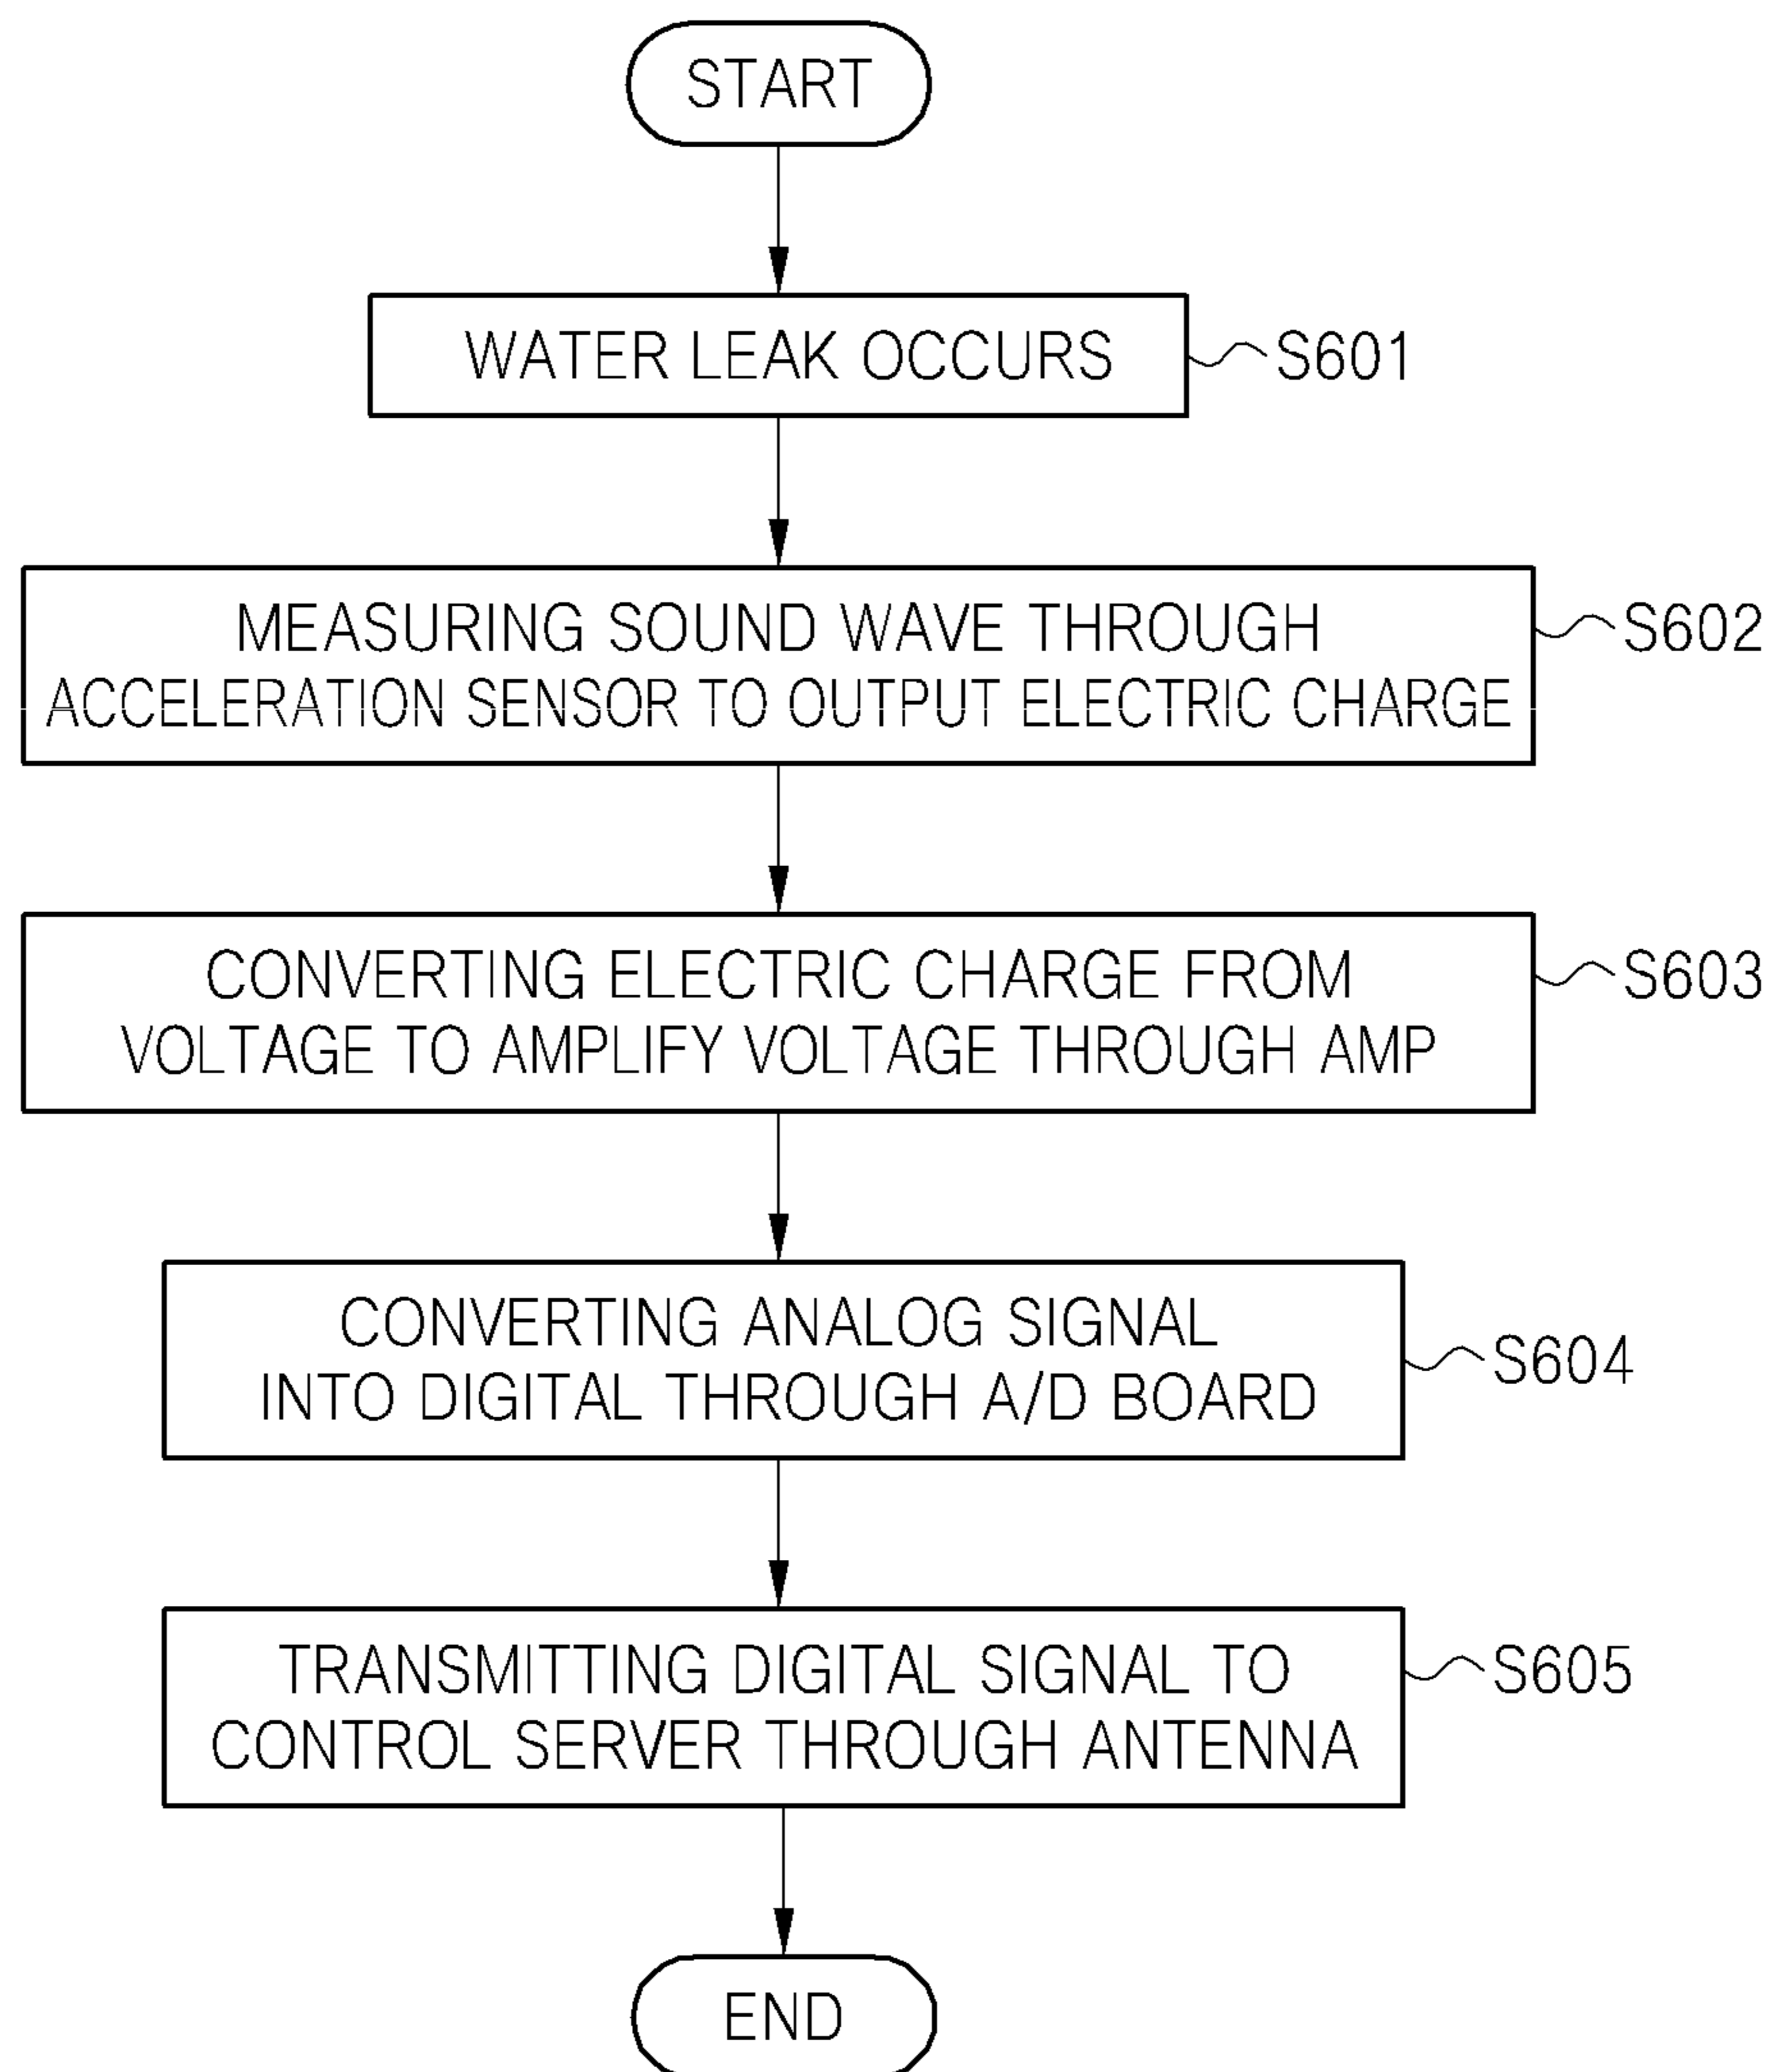 START
WATER LEAK OCCURS
S601
MEASURING SOUND WAVE THROUGH
S602
ACCELERATION SENSOR TO OUTPUT ELECTRIC CHARGE
CONVERTING ELECTRIC CHARGE FROM
S603
VOLTAGE TO AMPLIFY VOLTAGE THROUGH AMP
CONVERTING ANALOG SIGNAL
INTO DIGITAL THROUGH A/D BOARD
S604
TRANSMITTING DIGITAL SIGNAL TO
S605
CONTROL SERVER THROUGH ANTENNA
END